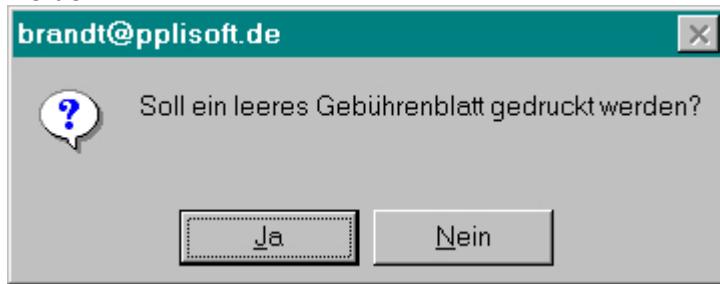 brandt@pplisoft.de
Soll ein leeres Gebührenblatt gedruckt werden?
Ja
Nein